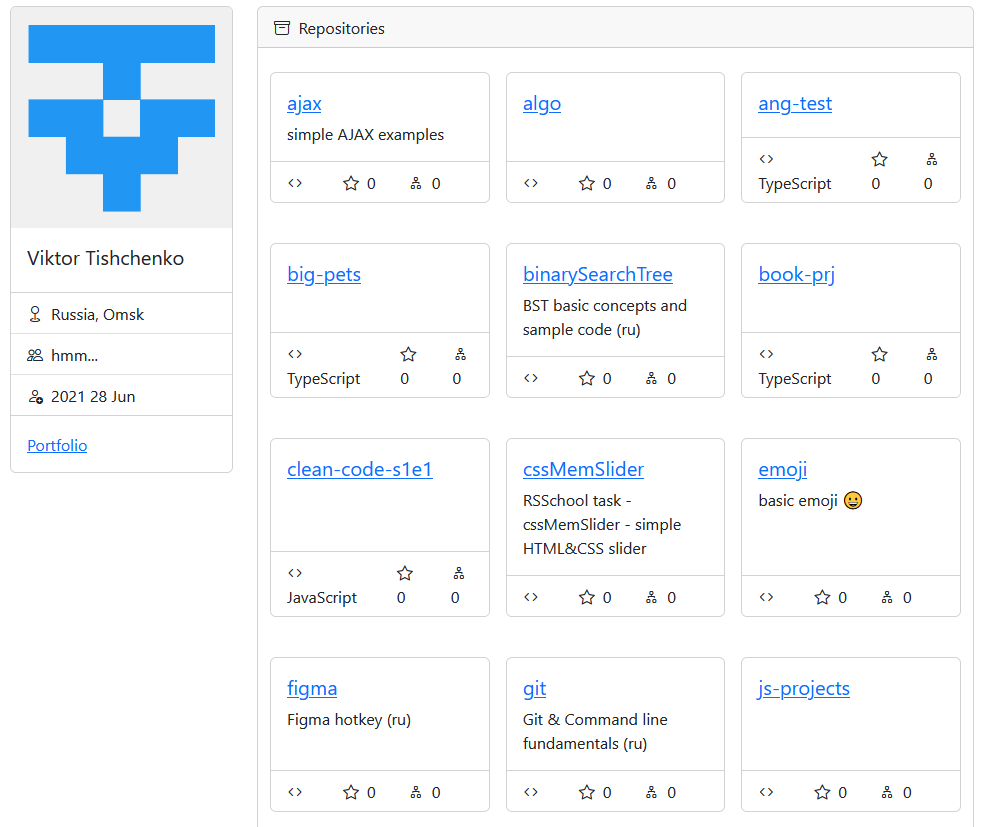 Viktor Tishchenko
Russia, Omsk
hmm...
2021 28 Jun
Portfolio
Repositories
ajax
simple AJAX examples
0 0
algo
0 0
ang-test
TypeScript 0 0
big-pets
TypeScript 0 0
binarySearchTree
BST basic concepts and
sample code (ru)
0 0
book-prj
TypeScript 0 0
clean-code-s1e1
JavaScript 0 0
cssMemSlider
RSSchool task -
cssMemSlider - simple
HTML&CSS slider
0 0
emoji
basic emoji 😀
0 0
figma
Figma hotkey (ru)
0 0
git
Git & Command line
fundamentals (ru)
0 0
js-projects
0 0